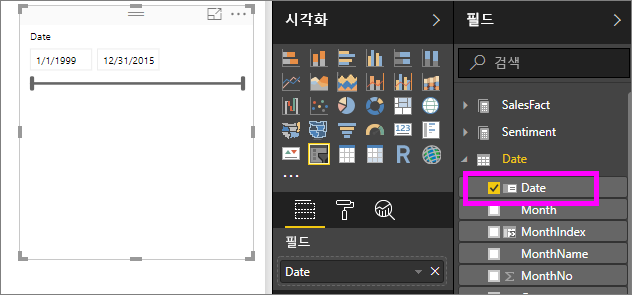 Date
1/1/1999
12/31/2015
시각화
123
R
필드
Date
필드
검색
SalesFact
Sentiment
Date
Date
Month
MonthIndex
MonthName
MonthNo